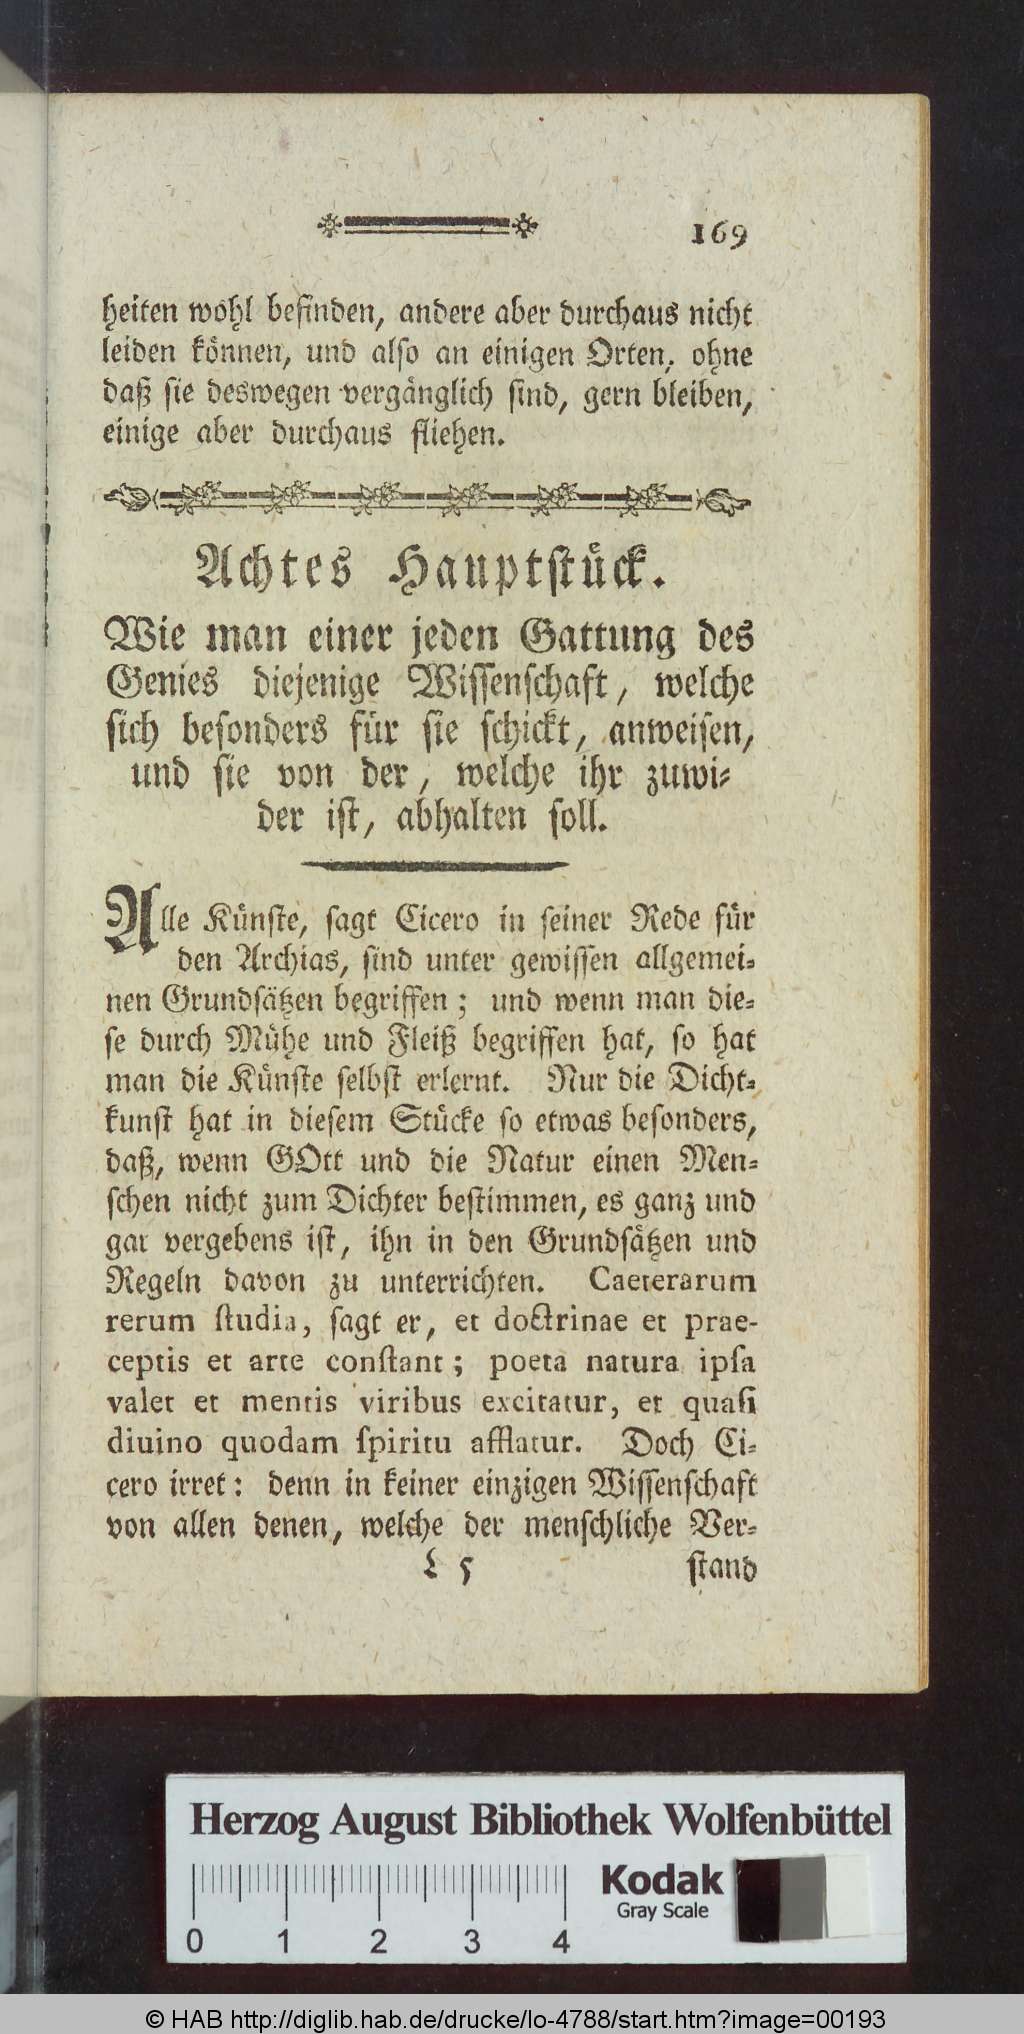 169
heiten wohl befinden, andere aber durchaus nicht
leiden können, und also an einigen Orten, ohne
daß sie deswegen vergänglich sind, gern bleiben,
einige aber durchaus fliehen.
Achtes Hauptstück.
Wie man einer jeden Gattung des
Genies diejenige Wissenschaft, welche
sich besonders für sie schickt, anweisen,
und sie von der, welche ihr zuwi-
der ist, abhalten soll.
Alle Künste, sagt Cicero in seiner Rede für
den Archias, sind unter gewissen allgemei-
nen Grundsätzen begriffen; und wenn man die-
se durch Mühe und Fleiß begriffen hat, so hat
man die Künste selbst erlernt. Nur die Dicht-
kunst hat in diesem Stücke so etwas besonders,
daß, wenn GOtt und die Natur einen Men-
schen nicht zum Dichter bestimmen, es ganz und
gar vergebens ist, ihn in den Grundsätzen und
Regeln davon zu unterrichten. Caeterarum
rerum studia, sagt er, et doctrinae et prae-
ceptis et arte constant; poeta natura ipsa
valet et mentis viribus excitatur, et quasi
diuino quodam spiritu afflatur. Doch Ci-
cero irret: denn in keiner einzigen Wissenschaft
von allen denen, welche der menschliche Ver-
L 5 stand
Herzog August Bibliothek Wolfenbüttel
Kodak
Gray Scale
0 1 2 3 4
© HAB http://diglib.hab.de/drucke/lo-4788/start.htm?image=00193